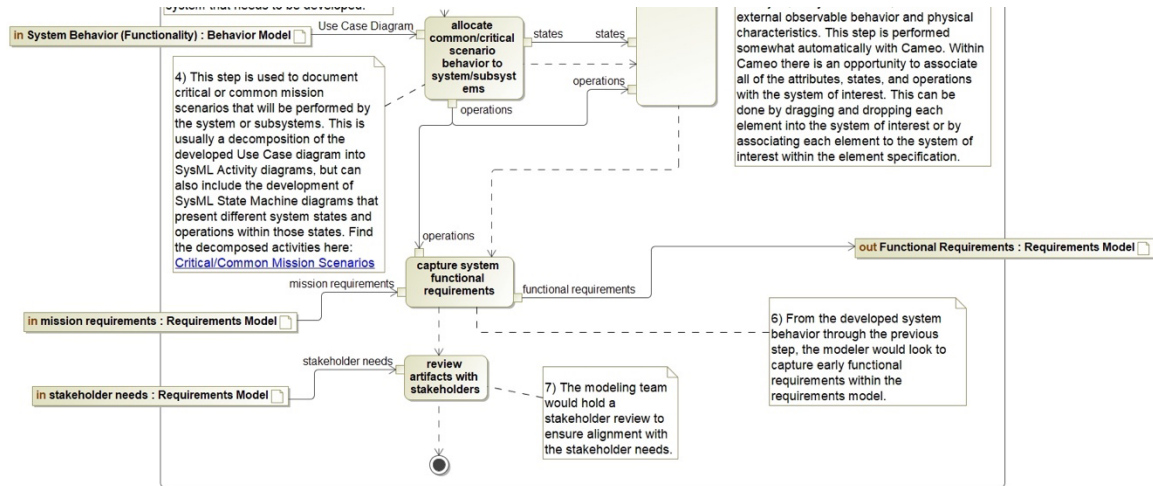 system that needs to be developed.
in System Behavior (Functionality) : Behavior Model
Use Case Diagram
allocate
common/critical
scenario
behavior to
system/subsyst
ems
states
states
operations
operations
external observable behavior and physical
characteristics. This step is performed
somewhat automatically with Cameo. Within
Cameo there is an opportunity to associate
all of the attributes, states, and operations
with the system of interest. This can be
done by dragging and dropping each
element into the system of interest or by
associating each element to the system of
interest within the element specification.
4) This step is used to document
critical or common mission
scenarios that will be performed by
the system or subsystems. This is
usually a decomposition of the
developed Use Case diagram into
SysML Activity diagrams, but can
also include the development of
SysML State Machine diagrams that
present different system states and
operations within those states. Find
the decomposed activities here:
Critical/Common Mission Scenarios
operations
out Functional Requirements : Requirements Model
capture system
functional
requirements
mission requirements
functional requirements
in mission requirements : Requirements Model
6) From the developed system
behavior through the previous
step, the modeler would look to
capture early functional
requirements within the
requirements model.
stakeholder needs
review
artifacts with
stakeholders
in stakeholder needs : Requirements Model
7) The modeling team
would hold a
stakeholder review to
ensure alignment with
the stakeholder needs.